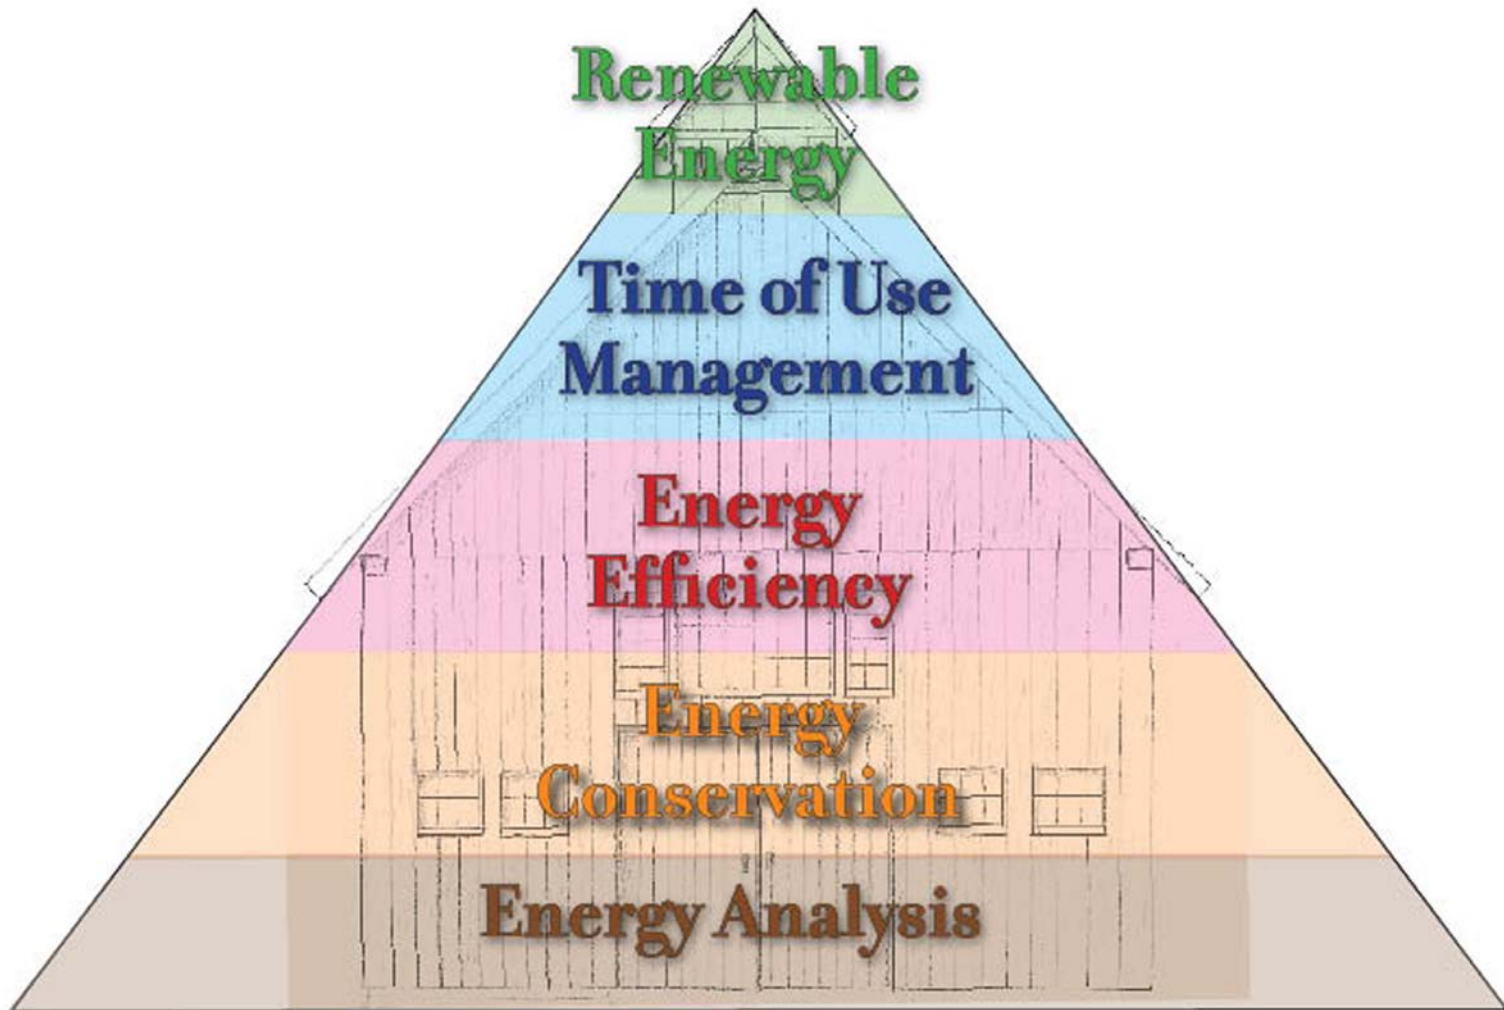 Renewable
Energy
Time of Use
Management
Energy
Efficiency
Energy
Conservation
Energy Analysis